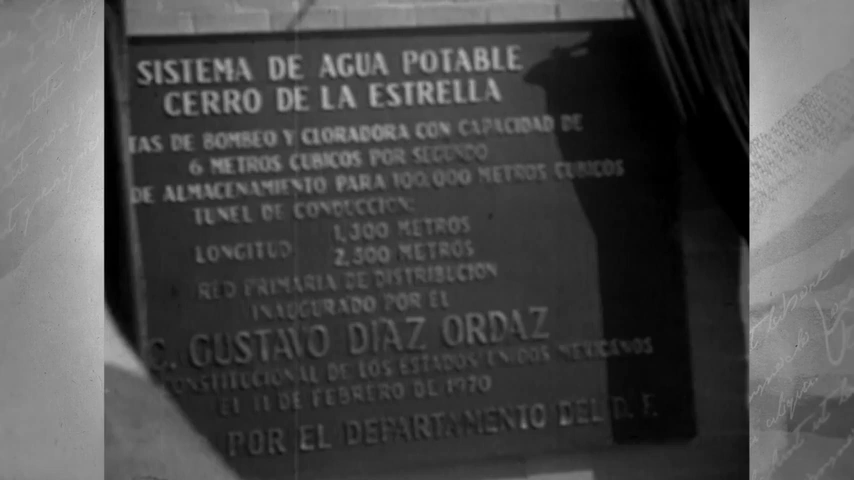 SISTEMA DE AGUA POTABLE
CERRO DE LA ESTRELLA
TAS DE BOMBEO Y CLORADORA CON CAPACIDAD DE
6 METROS CUBICOS POR SEGUNDO
DE ALMACENAMIENTO PARA 100,000 METROS CUBICOS
TUNEL DE CONDUCCION:
1,300 METROS
LONGITUD 2,500 METROS
RED PRIMARIA DE DISTRIBUCION
INAUGURADO POR EL
C. GUSTAVO DIAZ ORDAZ
CONSTITUCIONAL DE LOS ESTADOS UNIDOS MEXICANOS
EL 11 DE FEBRERO DE 1970
POR EL DEPARTAMENTO DEL D. F.